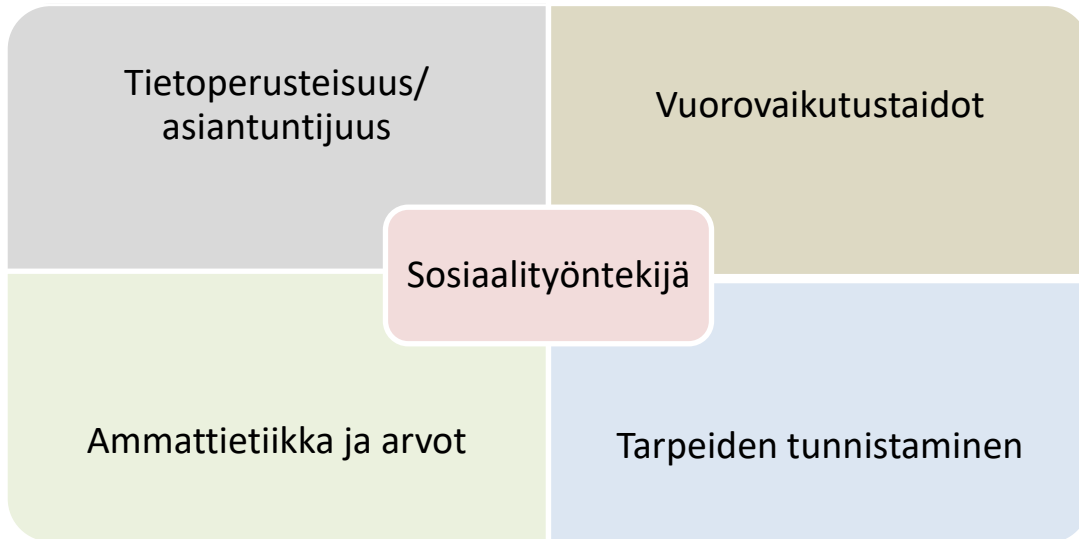 Tietoperusteisuus/
asiantuntijuus
Vuorovaikutustaidot
Sosiaalityöntekijä
Ammattietiikka ja arvot
Tarpeiden tunnistaminen